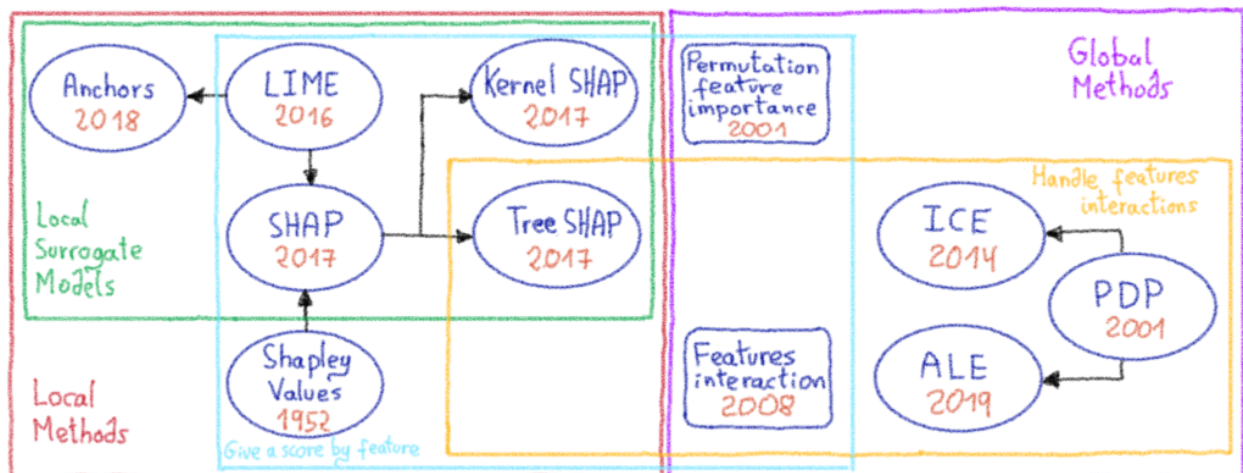 Anchors
2018
LIME
2016
Kernel SHAP
2017
Permutation
feature
importance
2001
Global
Methods
Local
Surrogate
Models
SHAP
2017
Tree SHAP
2017
Handle features
interactions
ICE
2014
PDP
2001
Shapley
Values
1952
Features
interaction
2008
ALE
2019
Local
Methods
Give a score by feature